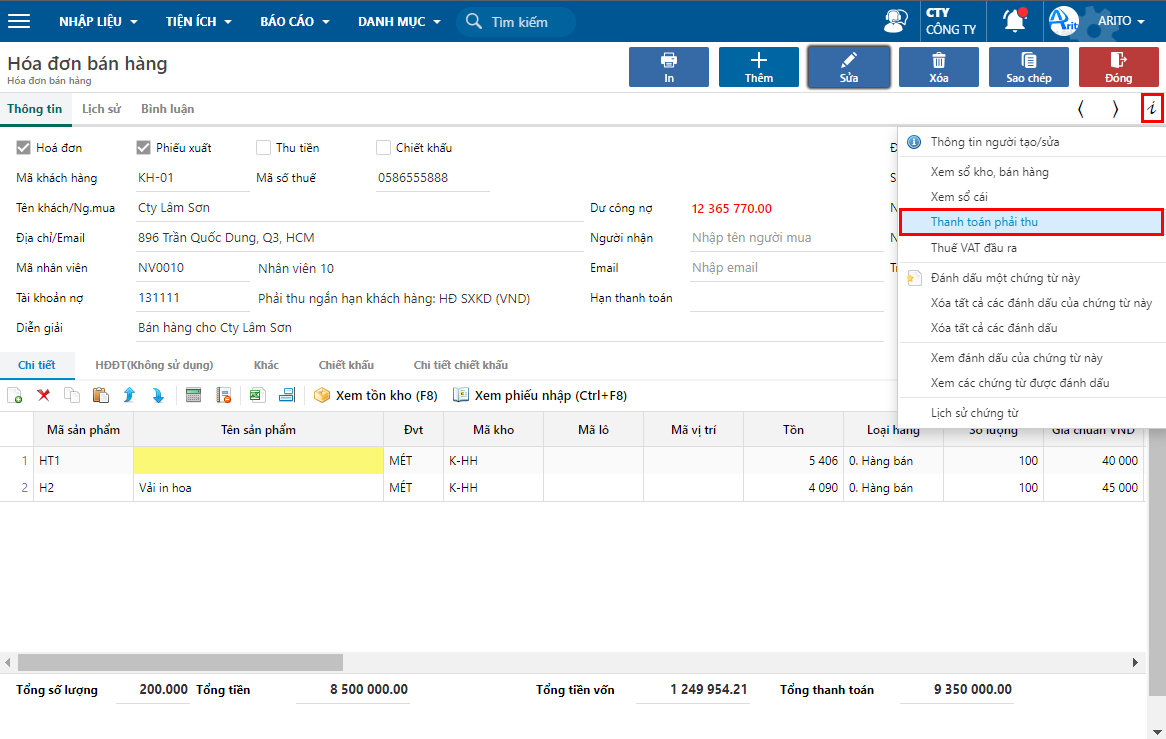 NHẬP LIỆU TIỆN ÍCH BÁO CÁO DANH MỤC Tìm kiếm CTY CÔNG TY Arit ARITO
Hóa đơn bán hàng
Hóa đơn bán hàng
In Thêm Sửa Xóa Sao chép Đóng
Thông tin Lịch sử Bình luận i
Hoá đơn Phiếu xuất Thu tiền Chiết khấu
Mã khách hàng KH-01 Mã số thuế 0586555888
Tên khách/Ng.mua Cty Lâm Sơn Dư công nợ 12 365 770.00
Địa chỉ/Email 896 Trần Quốc Dung, Q3, HCM Người nhận Nhập tên người mua
Mã nhân viên NV0010 Nhân viên 10 Email Nhập email
Tài khoản nợ 131111 Phải thu ngắn hạn khách hàng: HĐ SXKD (VND) Hạn thanh toán
Diễn giải Bán hàng cho Cty Lâm Sơn
Thông tin người tạo/sửa
Xem sổ kho, bán hàng
Xem sổ cái
Thanh toán phải thu
Thuế VAT đầu ra
Đánh dấu một chứng từ này
Xóa tất cả các đánh dấu của chứng từ này
Xóa tất cả các đánh dấu
Xem đánh dấu của chứng từ này
Xem các chứng từ được đánh dấu
Lịch sử chứng từ
Chi tiết HĐĐT(Không sử dụng) Khác Chiết khấu Chi tiết chiết khấu
Xem tồn kho (F8) Xem phiếu nhập (Ctrl+F8)
Mã sản phẩm Tên sản phẩm Đvt Mã kho Mã lô Mã vị trí Tồn Loại hàng Số lượng Giá chuẩn VND
1 HT1 MÉT K-HH 5 406 0. Hàng bán 100 40 000
2 H2 Vải in hoa MÉT K-HH 4 090 0. Hàng bán 100 45 000
Tổng số lượng 200.000 Tổng tiền 8 500 000.00 Tổng tiền vốn 1 249 954.21 Tổng thanh toán 9 350 000.00